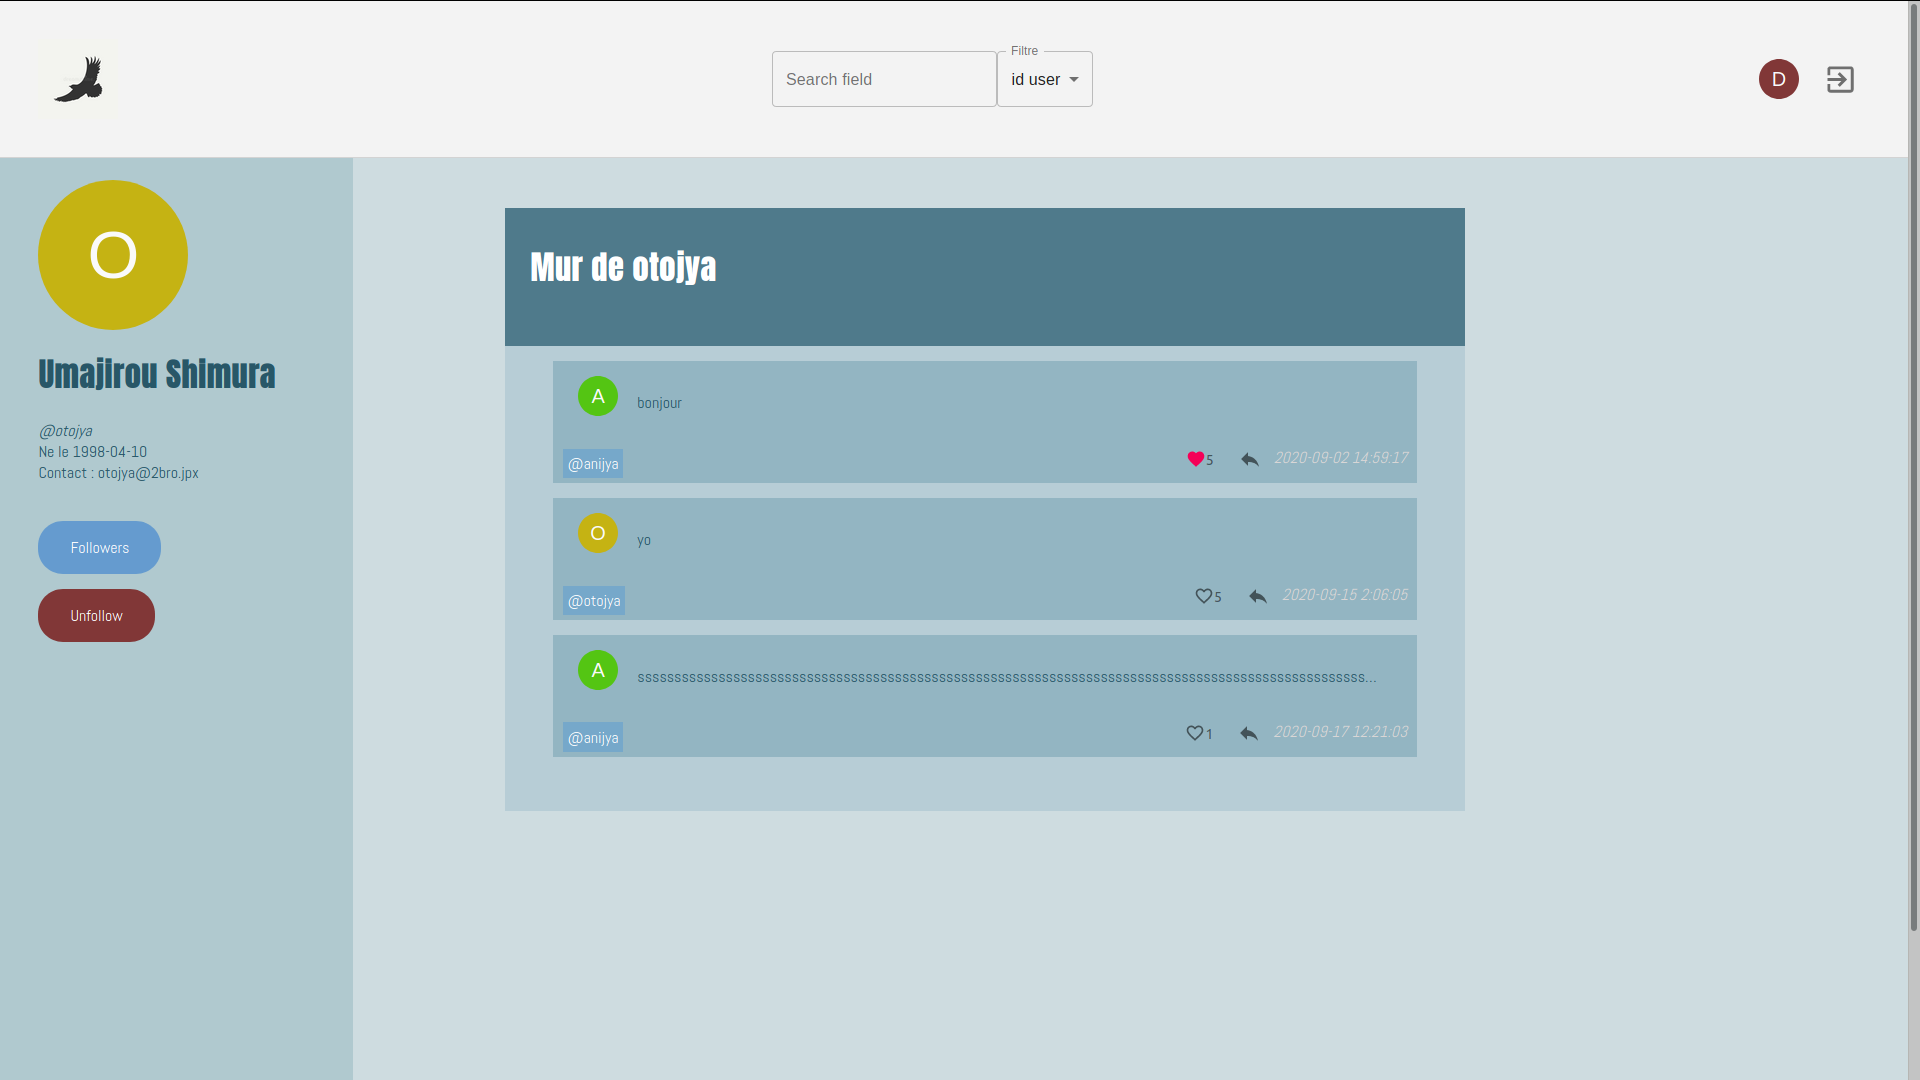 Search field
Filtre
id user
D
O
Umajirou Shimura
@otojya
Ne le 1998-04-10
Contact : otojya@2bro.jpx
Followers
Unfollow
Mur de otojya
A
bonjour
@anijya
5
2020-09-02 14:59:17
O
yo
@otojya
5
2020-09-15 2:06:05
A
@anijya
1
2020-09-17 12:21:03